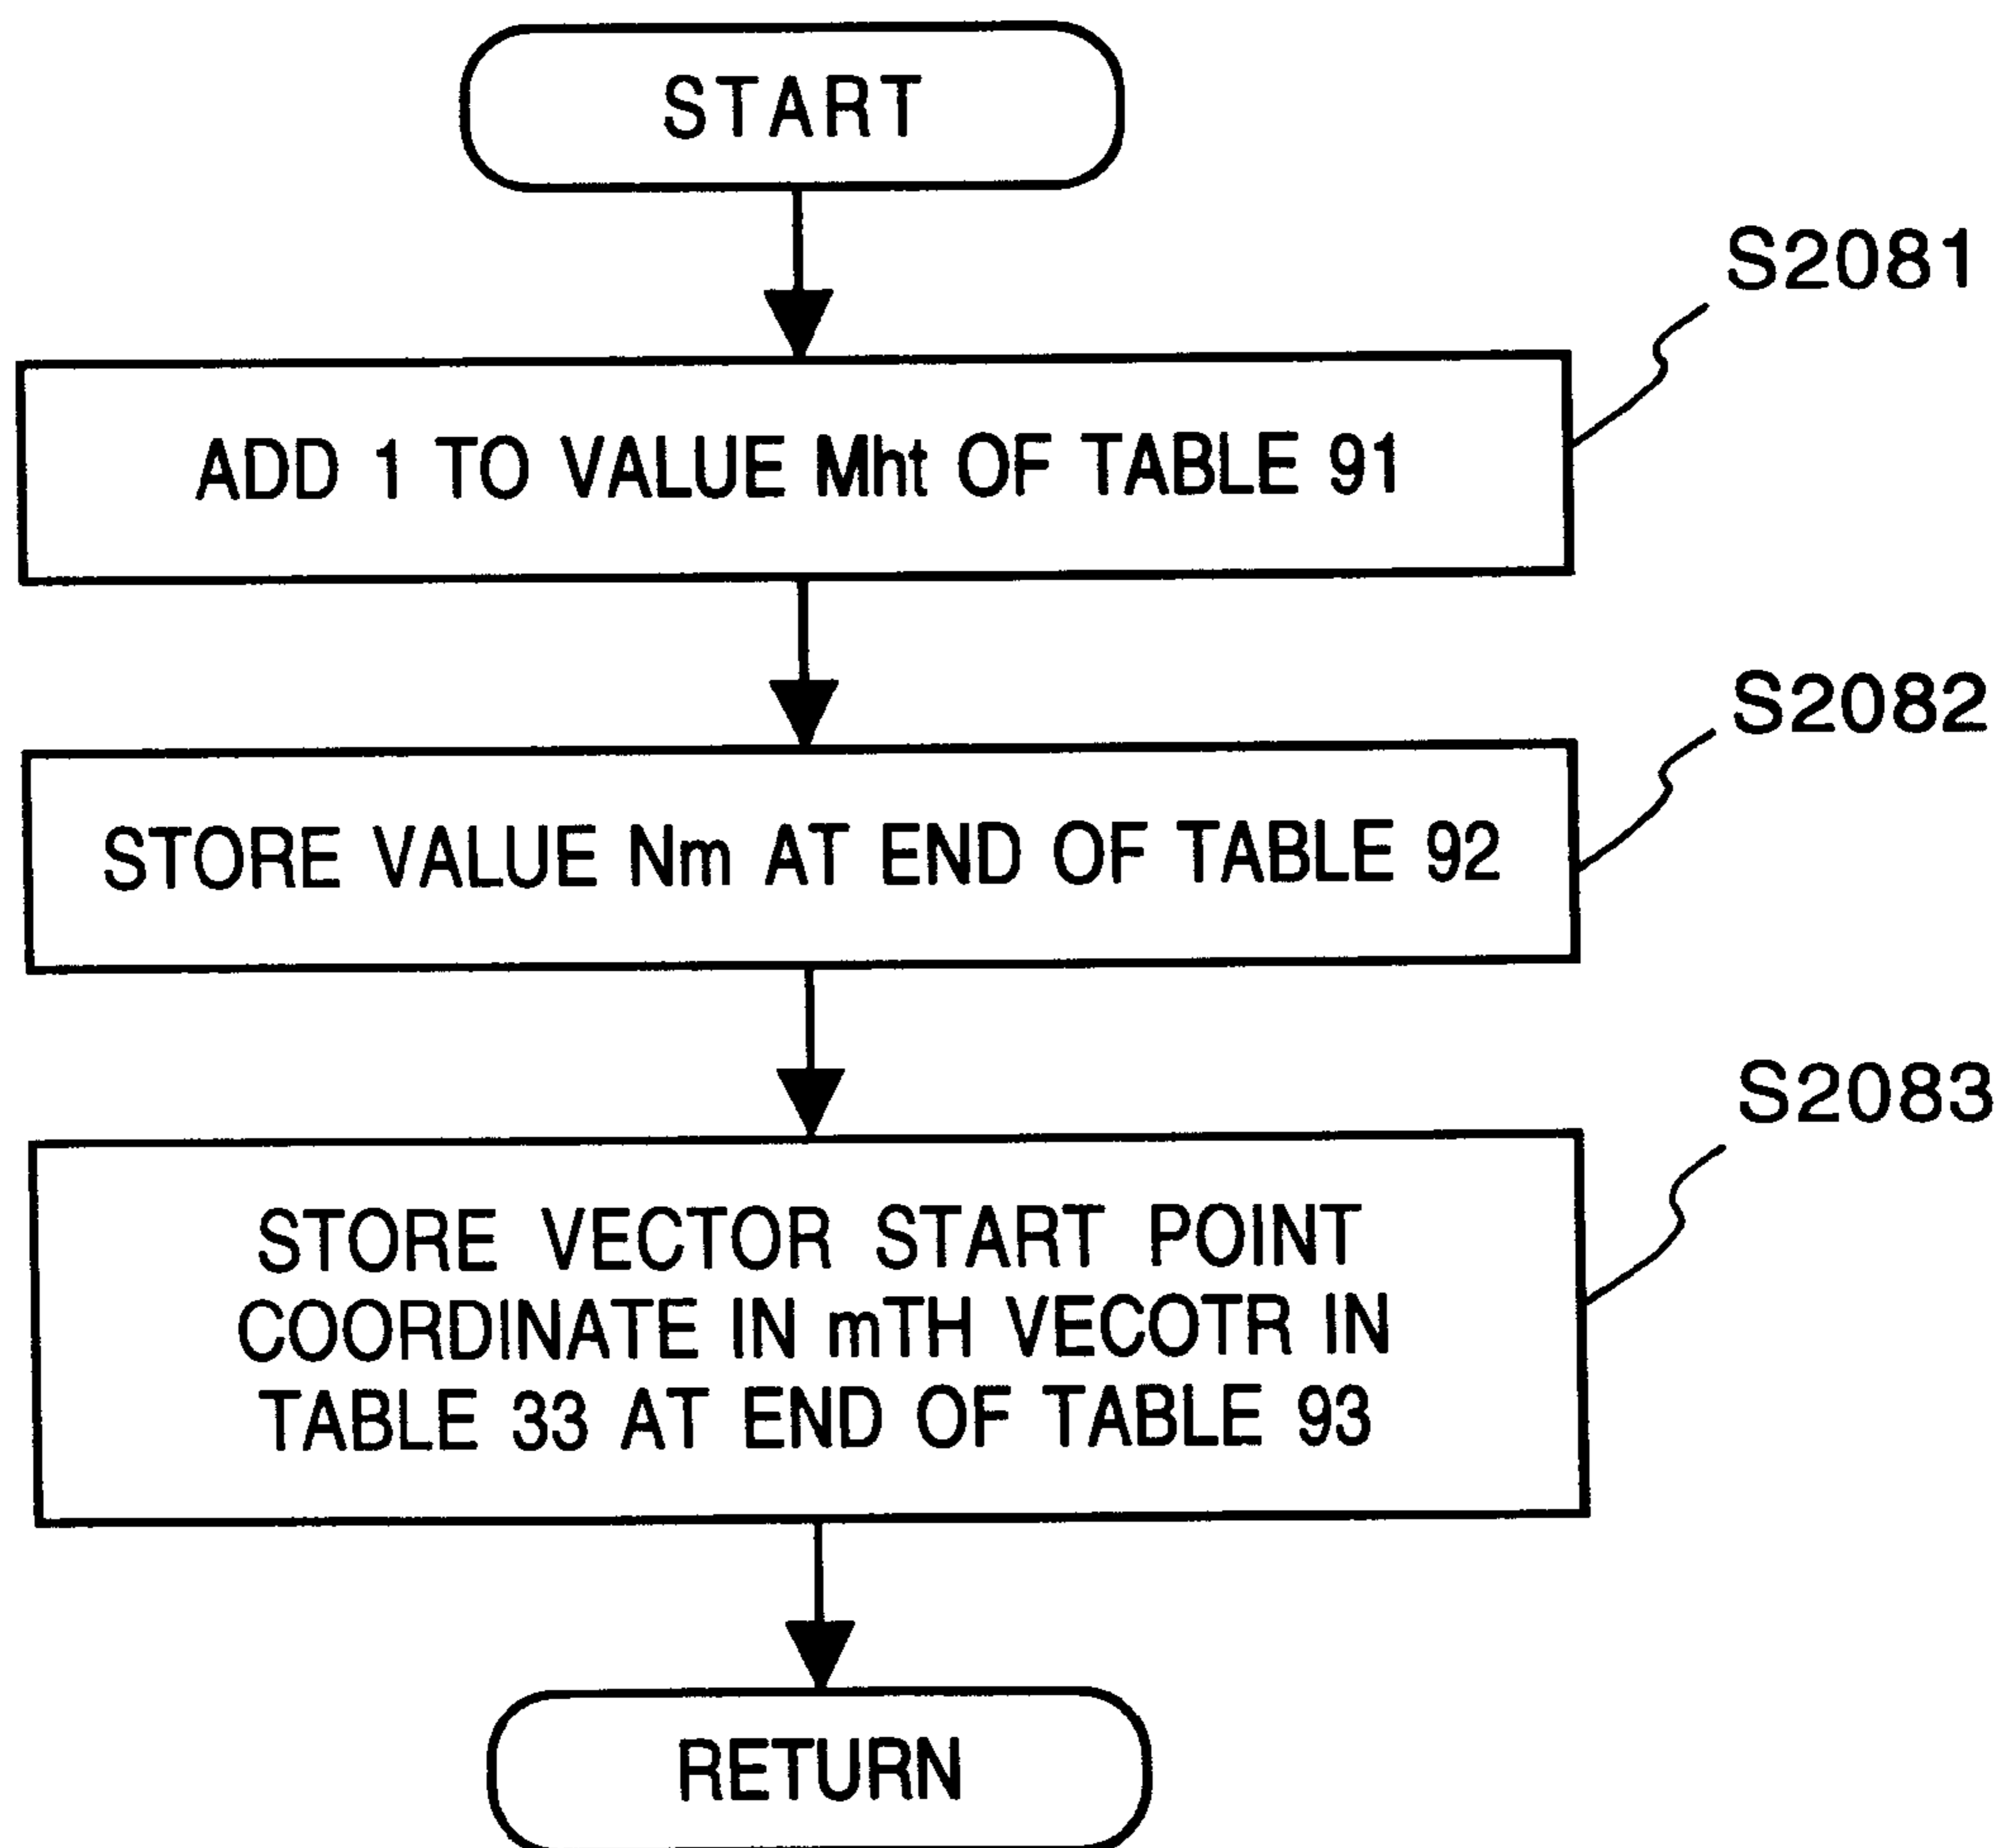 START
S2081
ADD 1 TO VALUE Mht OF TABLE 91
S2082
STORE VALUE Nm AT END OF TABLE 92
S2083
STORE VECTOR START POINT
COORDINATE IN mTH VECOTR IN
TABLE 33 AT END OF TABLE 93
RETURN